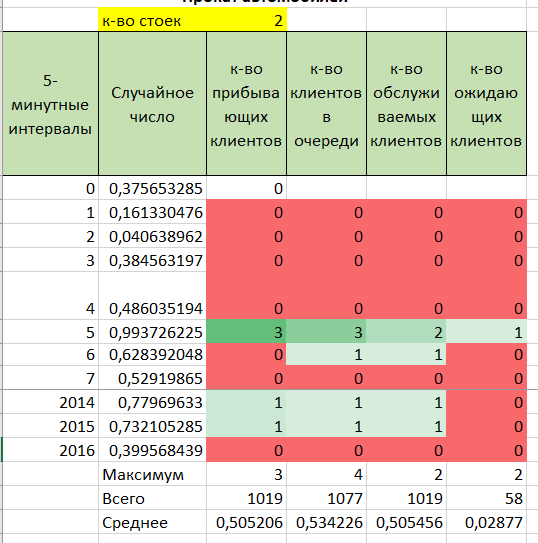 Прокат автомобилей
к-во стоек 2
5-минутные интервалы Случайное число к-во прибывающих клиентов к-во клиентов в очереди к-во обслуживаемых клиентов к-во ожидающих клиентов
0 0,375653285 0
1 0,161330476 0 0 0 0
2 0,040638962 0 0 0 0
3 0,384563197 0 0 0 0
4 0,486035194 0 0 0 0
5 0,993726225 3 3 2 1
6 0,628392048 0 1 1 0
7 0,52919865 0 0 0 0
2014 0,77969633 1 1 1 0
2015 0,732105285 1 1 1 0
2016 0,399568439 0 0 0 0
Максимум 3 4 2 2
Всего 1019 1077 1019 58
Среднее 0,505206 0,534226 0,505456 0,02877